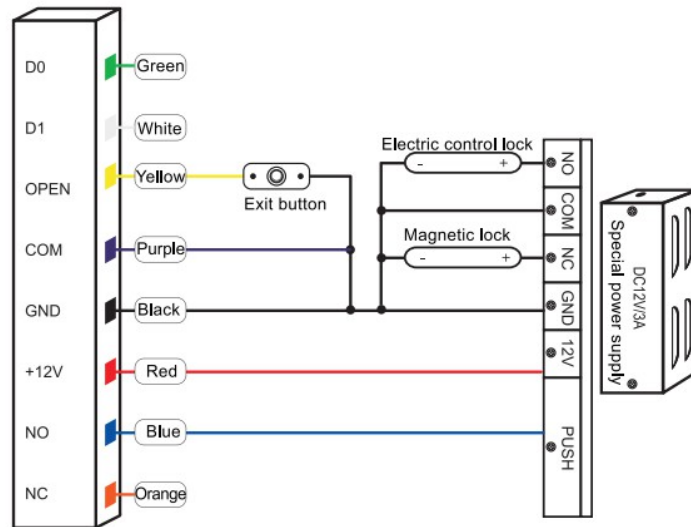 D0
Green
D1
White
OPEN
Yellow
Exit button
COM
Purple
GND
Black
+12V
Red
NO
Blue
NC
Orange
Electric control lock
- +
Magnetic lock
- +
NO
COM
NC
GND
12V
PUSH
DC12V/3A
Special power supply